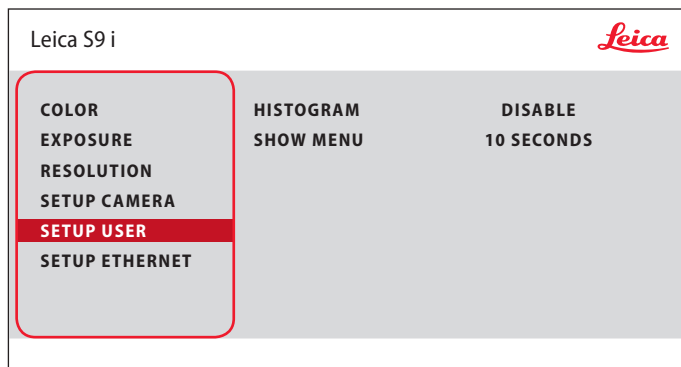 Leica S9 i
Leica
COLOR HISTOGRAM DISABLE
EXPOSURE SHOW MENU 10 SECONDS
RESOLUTION
SETUP CAMERA
SETUP USER
SETUP ETHERNET